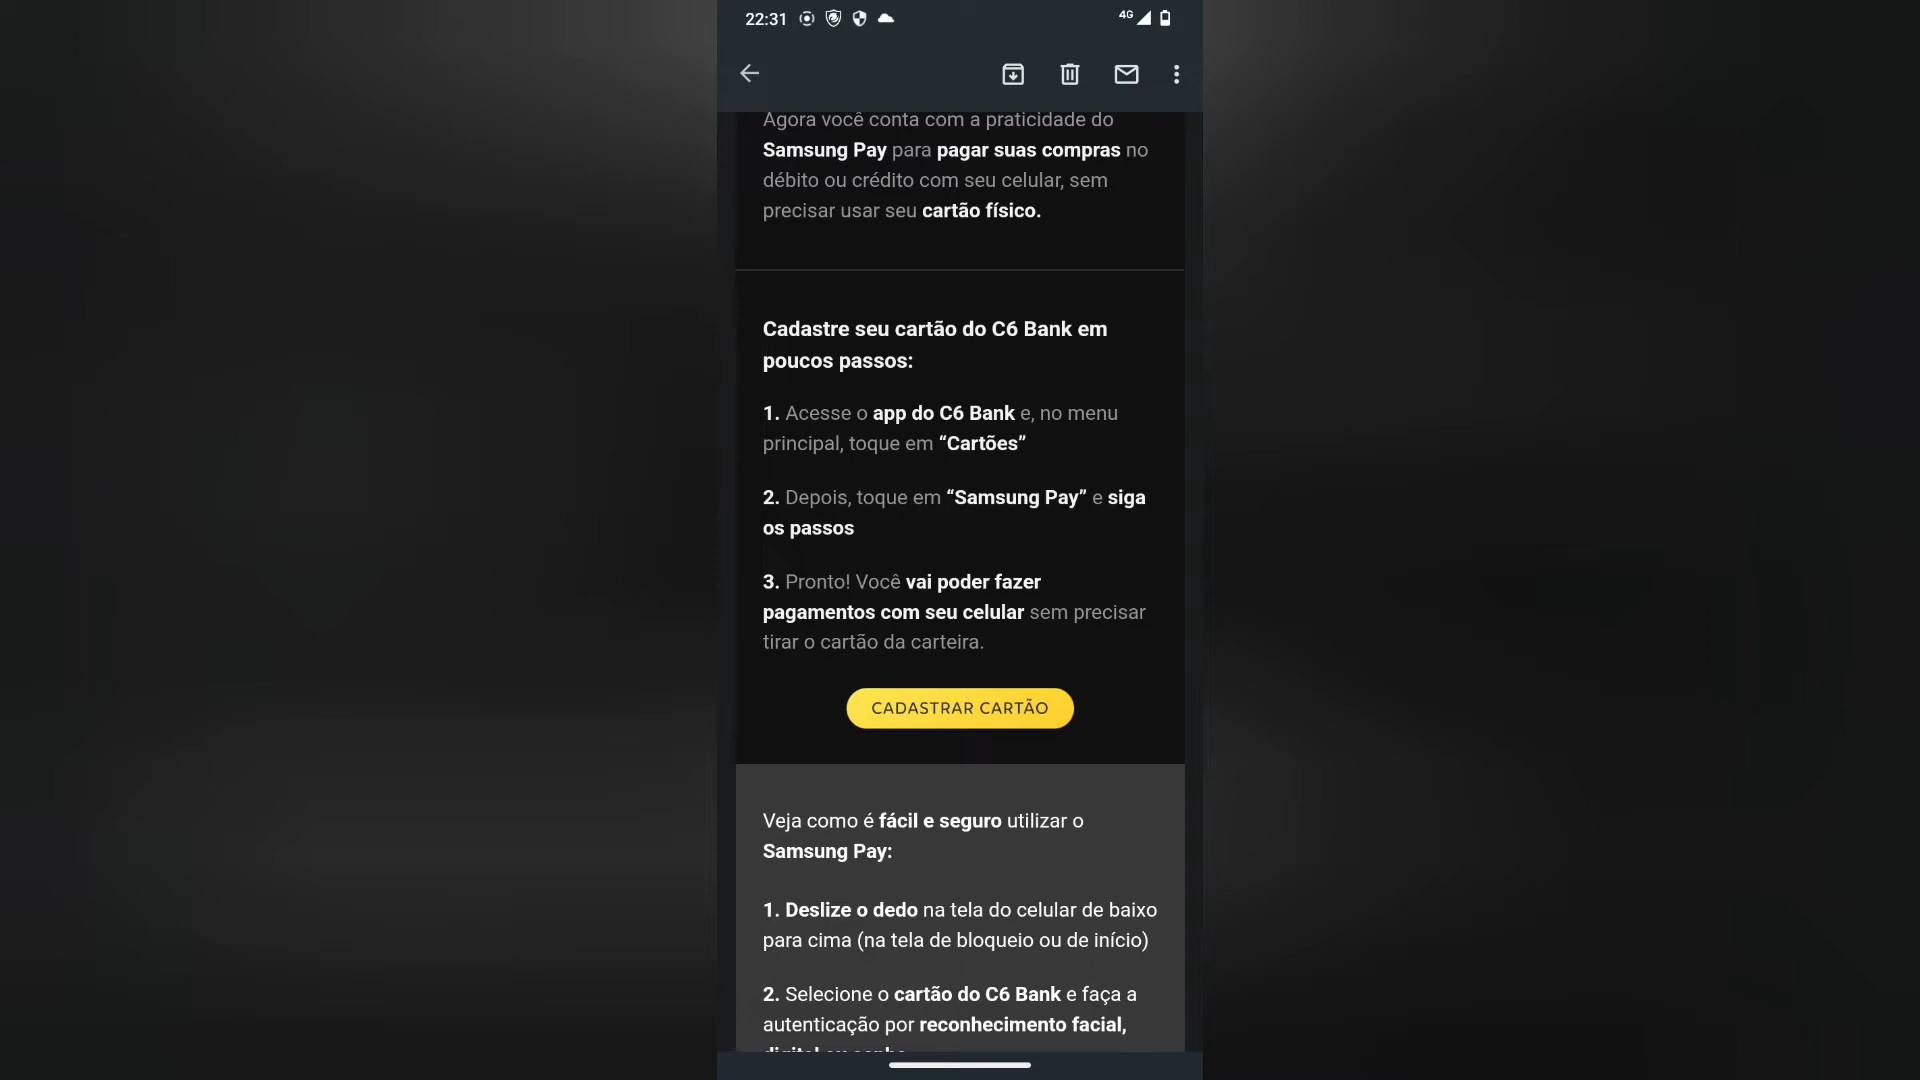 22:31
4G
Agora você conta com a praticidade do
Samsung Pay para pagar suas compras no
débito ou crédito com seu celular, sem
precisar usar seu cartão físico.
Cadastre seu cartão do C6 Bank em
poucos passos:
1. Acesse o app do C6 Bank e, no menu
principal, toque em “Cartões”
2. Depois, toque em “Samsung Pay” e siga
os passos
3. Pronto! Você vai poder fazer
pagamentos com seu celular sem precisar
tirar o cartão da carteira.
CADASTRAR CARTÃO
Veja como é fácil e seguro utilizar o
Samsung Pay:
1. Deslize o dedo na tela do celular de baixo
para cima (na tela de bloqueio ou de início)
2. Selecione o cartão do C6 Bank e faça a
autenticação por reconhecimento facial,